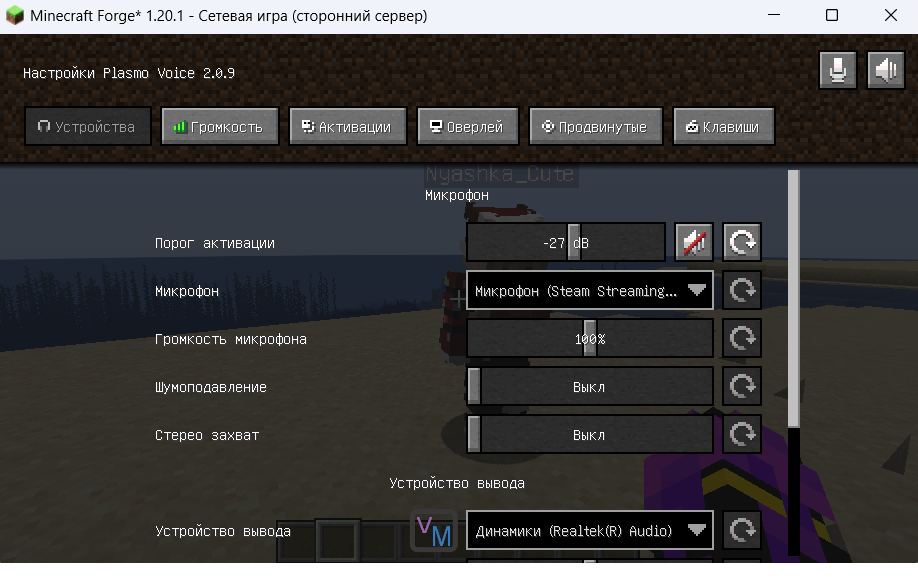 Minecraft Forge* 1.20.1 - Сетевая игра (сторонний сервер)
Настройки Plasmo Voice 2.0.9
Устройства Громкость Активации Оверлей Продвинутые Клавиши
Nyashka_Cute
Микрофон
Порог активации -27 dB
Микрофон Микрофон (Steam Streaming...
Громкость микрофона 100%
Шумоподавление Выкл
Стерео захват Выкл
Устройство вывода
Устройство вывода VM Динамики (Realtek(R) Audio)